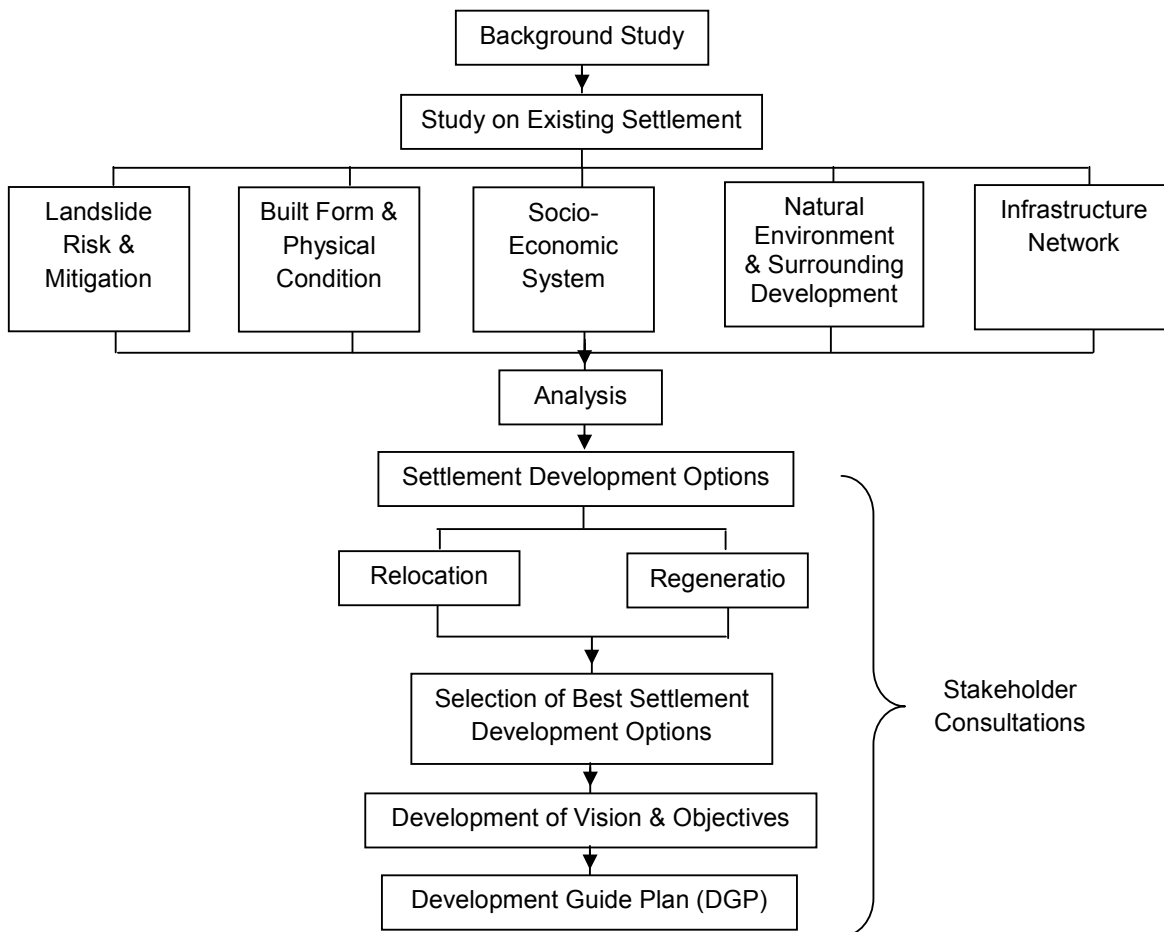 Background Study
Study on Existing Settlement
Landslide
Risk &
Mitigation
Built Form &
Physical
Condition
Socio-
Economic
System
Natural
Environment
& Surrounding
Development
Infrastructure
Network
Analysis
Settlement Development Options
Relocation
Regeneratio
Selection of Best Settlement
Development Options
Stakeholder
Consultations
Development of Vision & Objectives
Development Guide Plan (DGP)